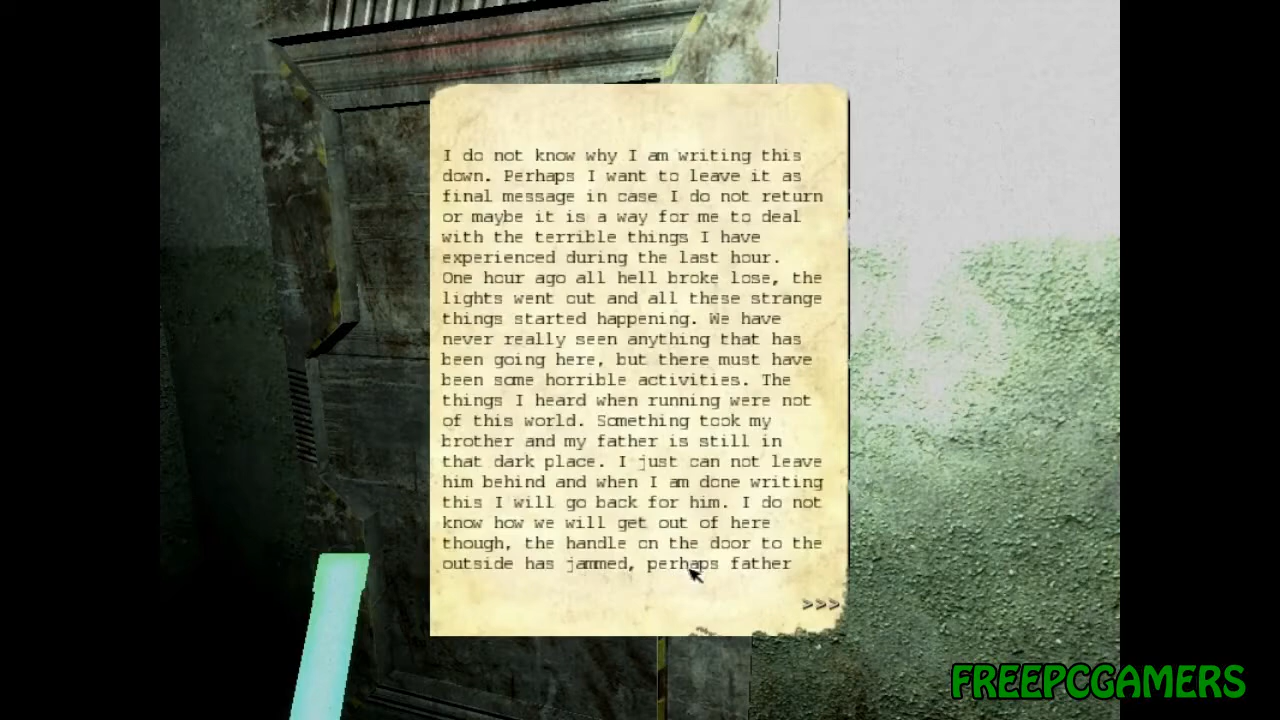 I do not know why I am writing this
down. Perhaps I want to leave it as
final message in case I do not return
or maybe it is a way for me to deal
with the terrible things I have
experienced during the last hour.
One hour ago all hell broke lose, the
lights went out and all these strange
things started happening. We have
never really seen anything that has
been going here, but there must have
been some horrible activities. The
things I heard when running were not
of this world. Something took my
brother and my father is still in
that dark place. I just can not leave
him behind and when I am done writing
this I will go back for him. I do not
know how we will get out of here
though, the handle on the door to the
outside has jammed, perhaps father
>>>
FREEPCGAMERS